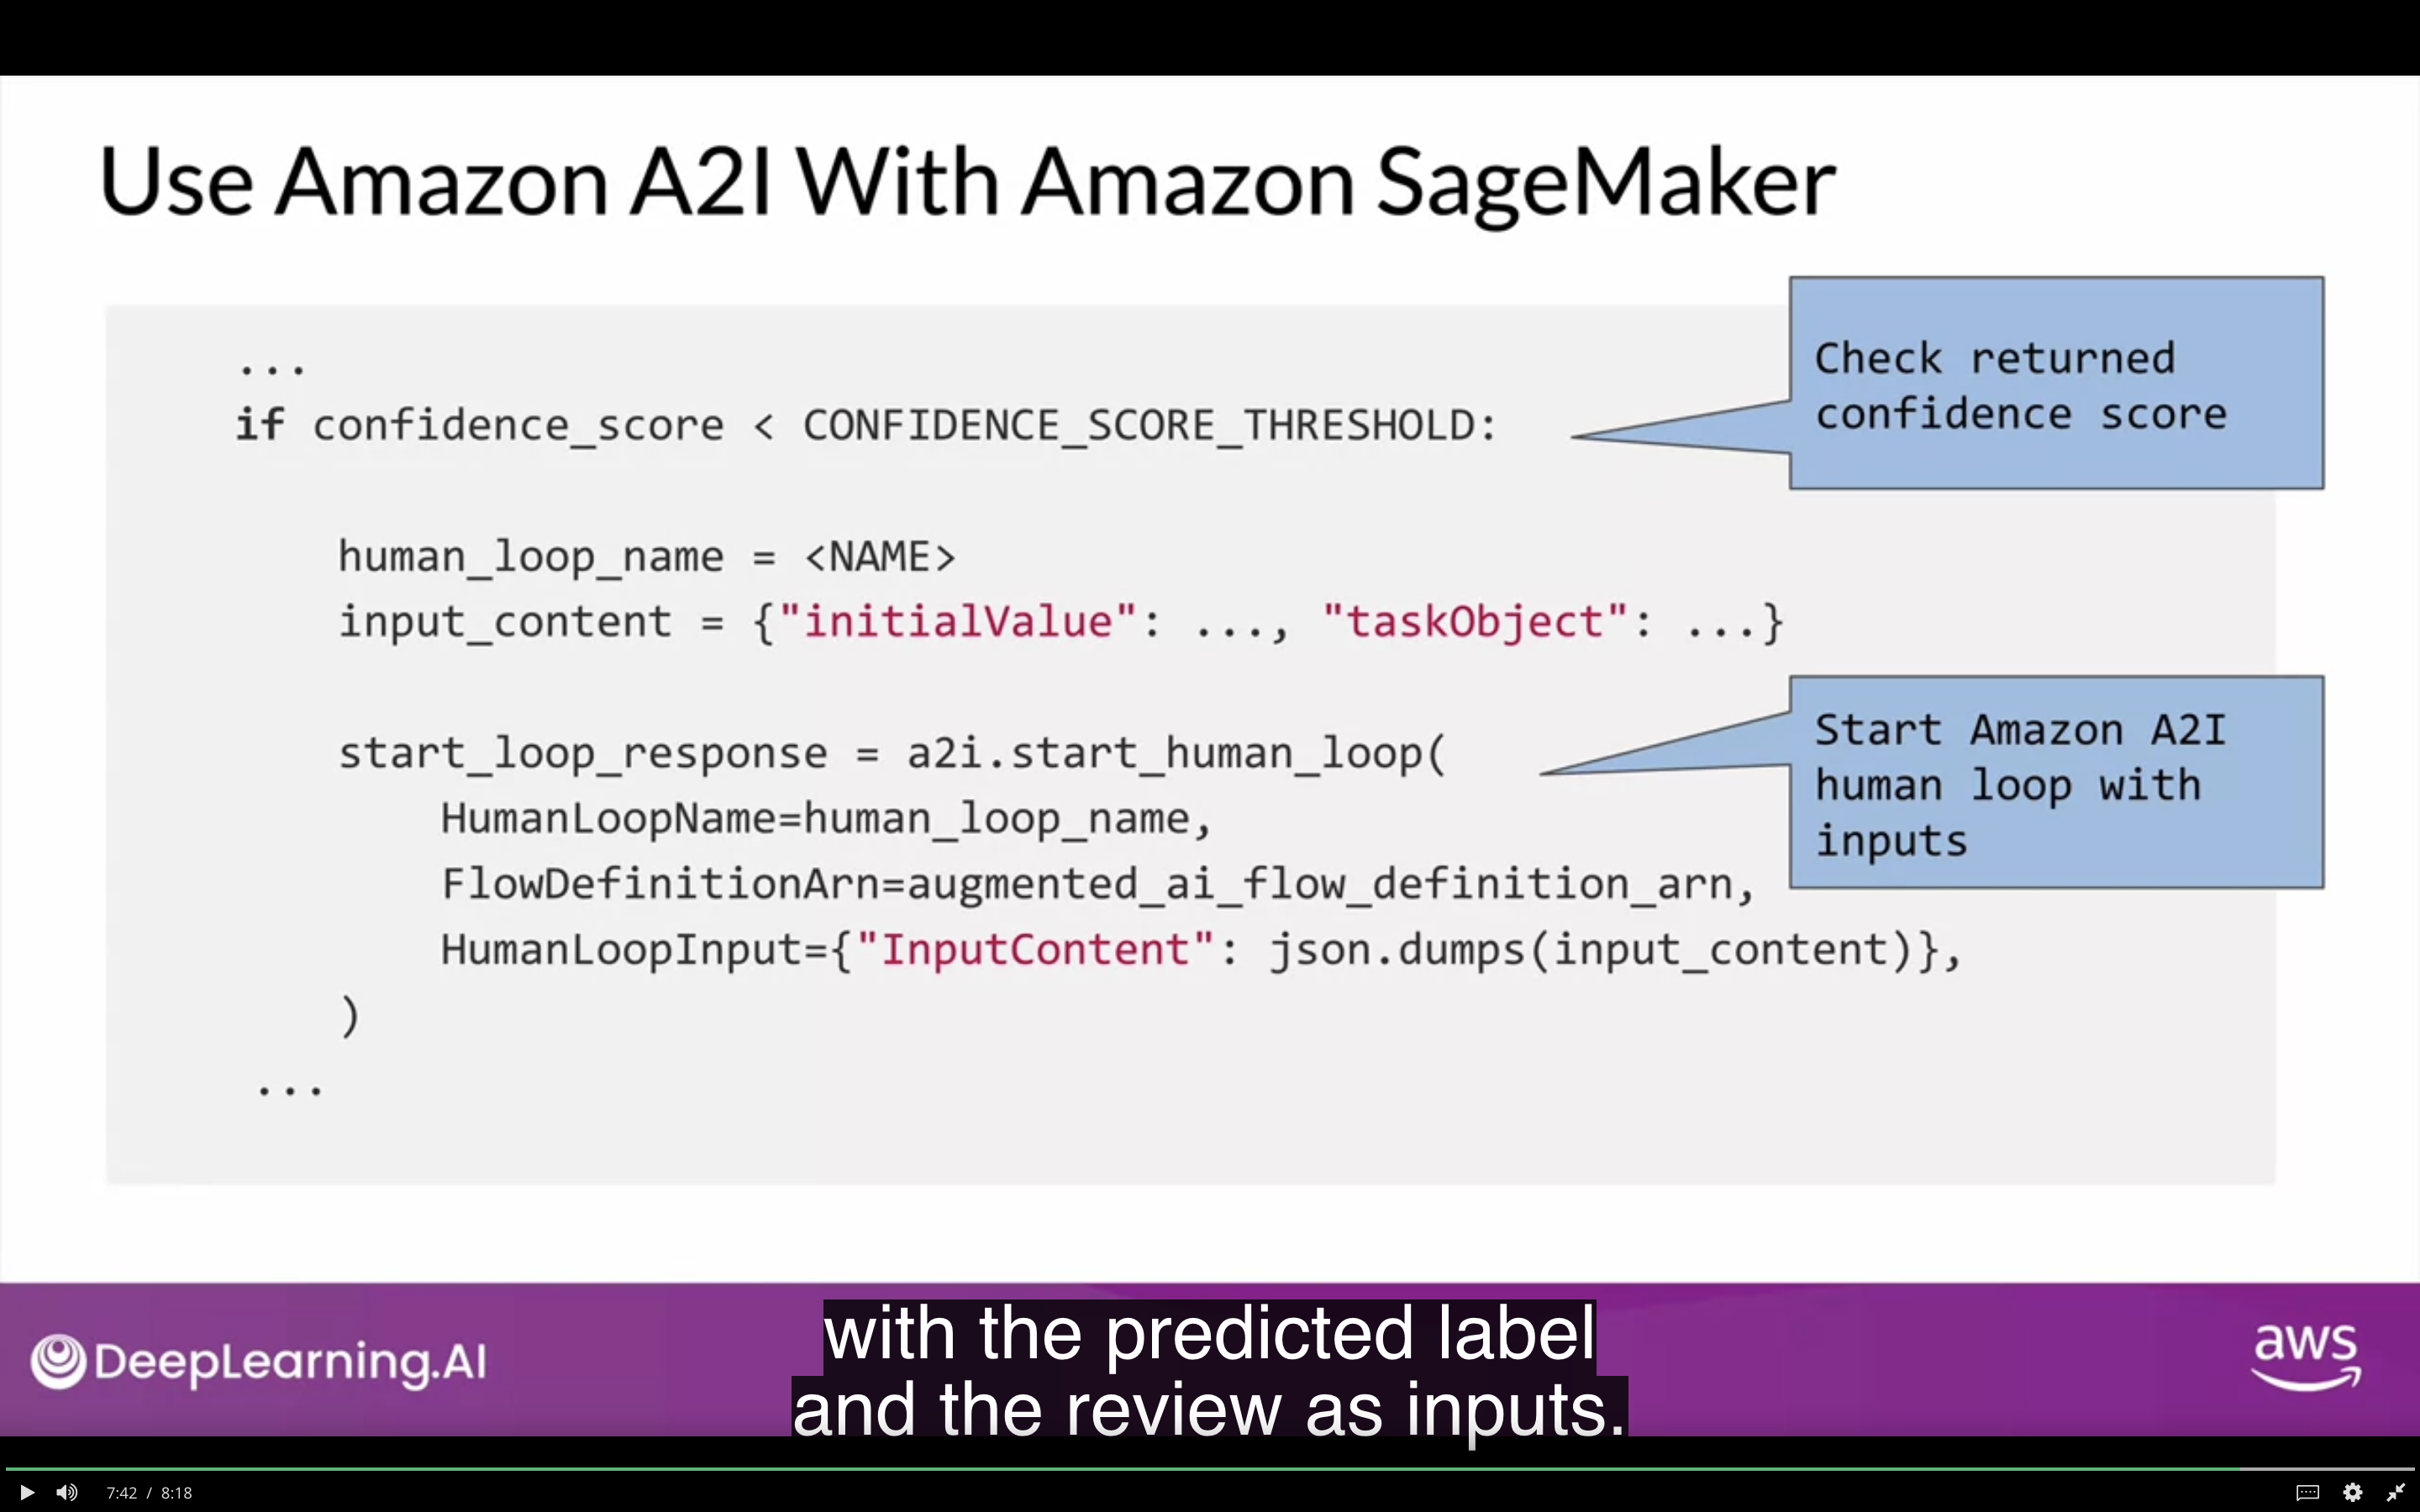 Use Amazon A2I With Amazon SageMaker
...
if confidence_score < CONFIDENCE_SCORE_THRESHOLD:
Check returned
confidence score
human_loop_name = <NAME>
input_content = {"initialValue": ..., "taskObject": ...}
start_loop_response = a2i.start_human_loop(
HumanLoopName=human_loop_name,
FlowDefinitionArn=augmented_ai_flow_definition_arn,
HumanLoopInput={"InputContent": json.dumps(input_content)},
)
...
Start Amazon A2I
human loop with
inputs
DeepLearning.AI
with the predicted label
and the review as inputs.
aws
7:42 / 8:18